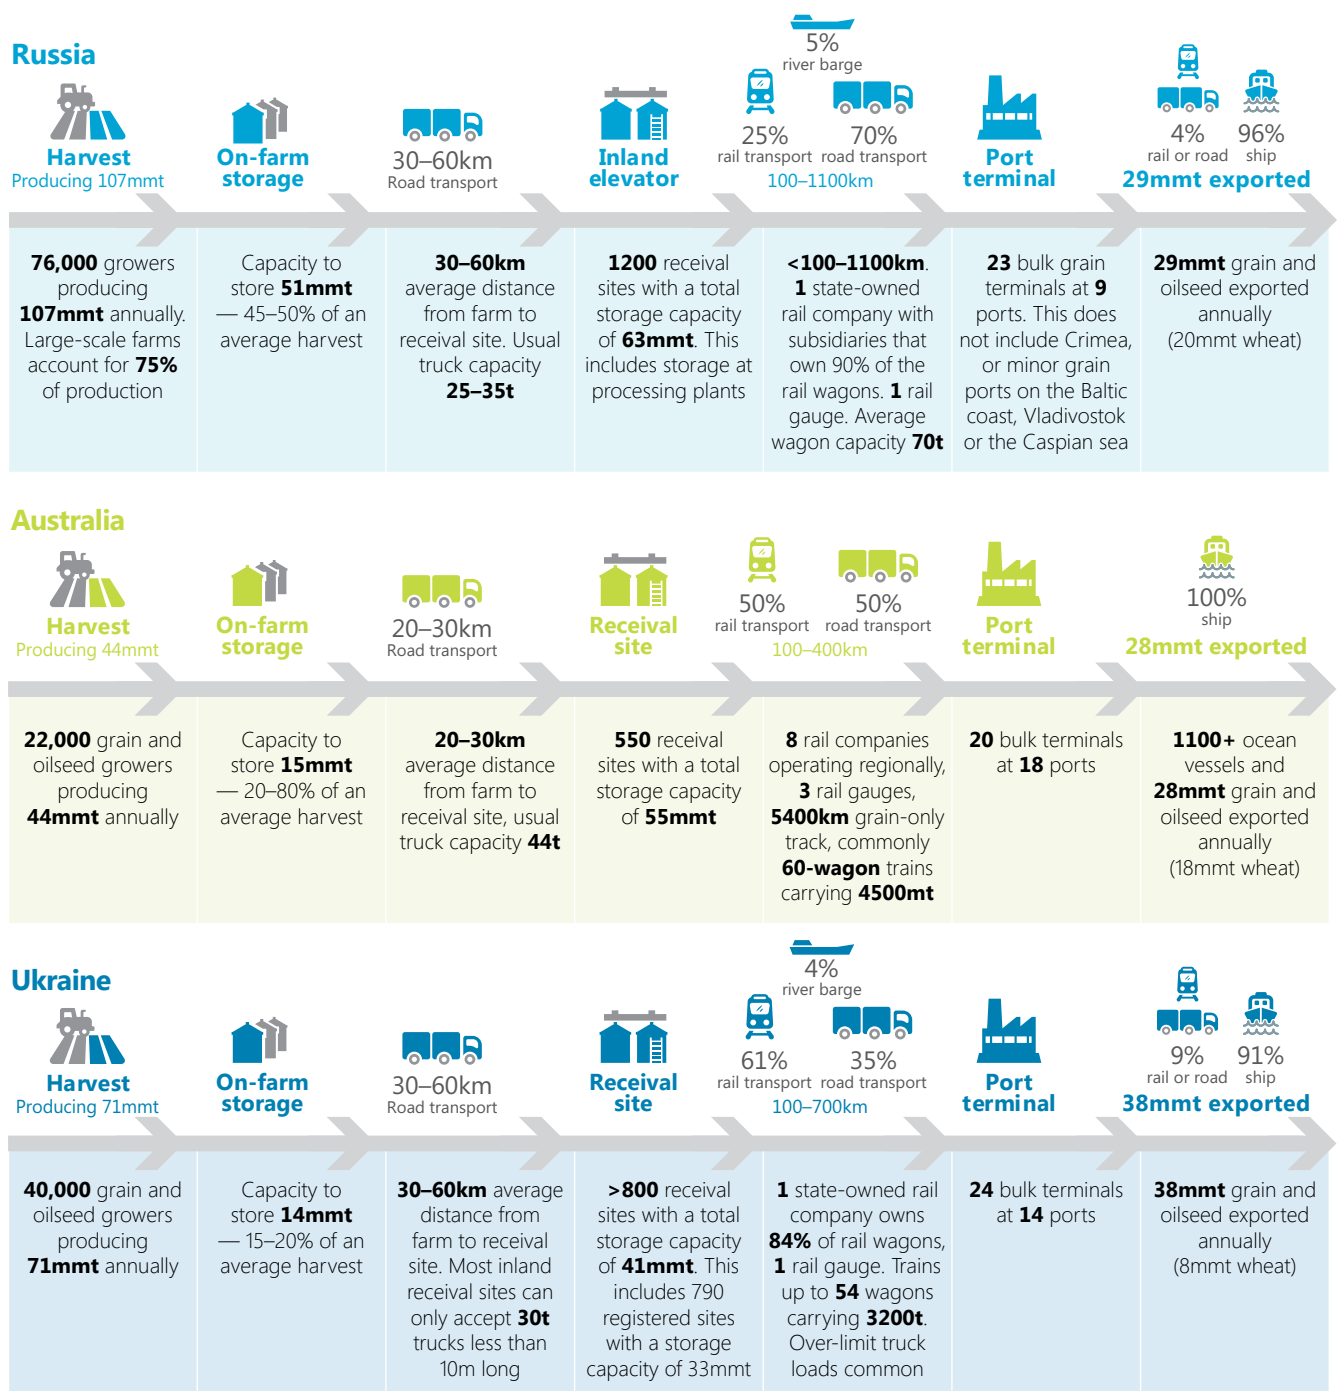 Russia
5%
river barge
25%
rail transport
70%
road transport
4%
rail or road
96%
ship
Harvest
Producing 107mmt
On-farm
storage
30–60km
Road transport
Inland
elevator
100–1100km
Port
terminal
29mmt exported
76,000 growers
producing
107mmt annually.
Large-scale farms
account for 75%
of production
Capacity to
store 51mmt
— 45–50% of an
average harvest
30–60km
average distance
from farm to
receival site. Usual
truck capacity
25–35t
1200 receival
sites with a total
storage capacity
of 63mmt. This
includes storage at
processing plants
<100–1100km.
1 state-owned
rail company with
subsidiaries that
own 90% of the
rail wagons. 1 rail
gauge. Average
wagon capacity 70t
23 bulk grain
terminals at 9
ports. This does
not include Crimea,
or minor grain
ports on the Baltic
coast, Vladivostok
or the Caspian sea
29mmt grain and
oilseed exported
annually
(20mmt wheat)
Australia
Harvest
Producing 44mmt
On-farm
storage
20–30km
Road transport
Receival
site
50%
rail transport
50%
road transport
100–400km
Port
terminal
100%
ship
28mmt exported
22,000 grain and
oilseed growers
producing
44mmt annually
Capacity to
store 15mmt
— 20–80% of an
average harvest
20–30km
average distance
from farm to
receival site, usual
truck capacity 44t
550 receival
sites with a total
storage capacity
of 55mmt
8 rail companies
operating regionally,
3 rail gauges,
5400km grain-only
track, commonly
60-wagon trains
carrying 4500mt
20 bulk terminals
at 18 ports
1100+ ocean
vessels and
28mmt grain and
oilseed exported
annually
(18mmt wheat)
Ukraine
4%
river barge
Harvest
Producing 71mmt
On-farm
storage
30–60km
Road transport
Receival
site
61%
rail transport
35%
road transport
100–700km
Port
terminal
9%
rail or road
91%
ship
38mmt exported
40,000 grain and
oilseed growers
producing
71mmt annually
Capacity to
store 14mmt
— 15–20% of an
average harvest
30–60km average
distance from
farm to receival
site. Most inland
receival sites can
only accept 30t
trucks less than
10m long
>800 receival
sites with a total
storage capacity
of 41mmt. This
includes 790
registered sites
with a storage
capacity of 33mmt
1 state-owned rail
company owns
84% of rail wagons,
1 rail gauge. Trains
up to 54 wagons
carrying 3200t.
Over-limit truck
loads common
24 bulk terminals
at 14 ports
38mmt grain and
oilseed exported
annually
(8mmt wheat)